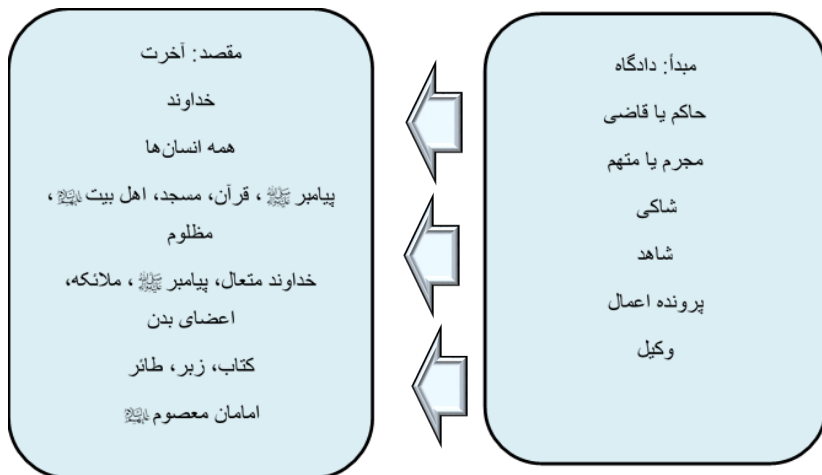 مبدأ: دادگاه
حاکم یا قاضی
مجرم یا متهم
شاکی
شاهد
پرونده اعمال
وکیل
مقصد: آخرت
خداوند
همه انسان‌ها
پیامبر ﷺ ، قرآن، مسجد، اهل بیت علیهم‌السلام ،
مظلوم
خداوند متعال، پیامبر ﷺ ، ملائکه،
اعضای بدن
کتاب، زبر، طائر
امامان معصوم علیهم‌السلام